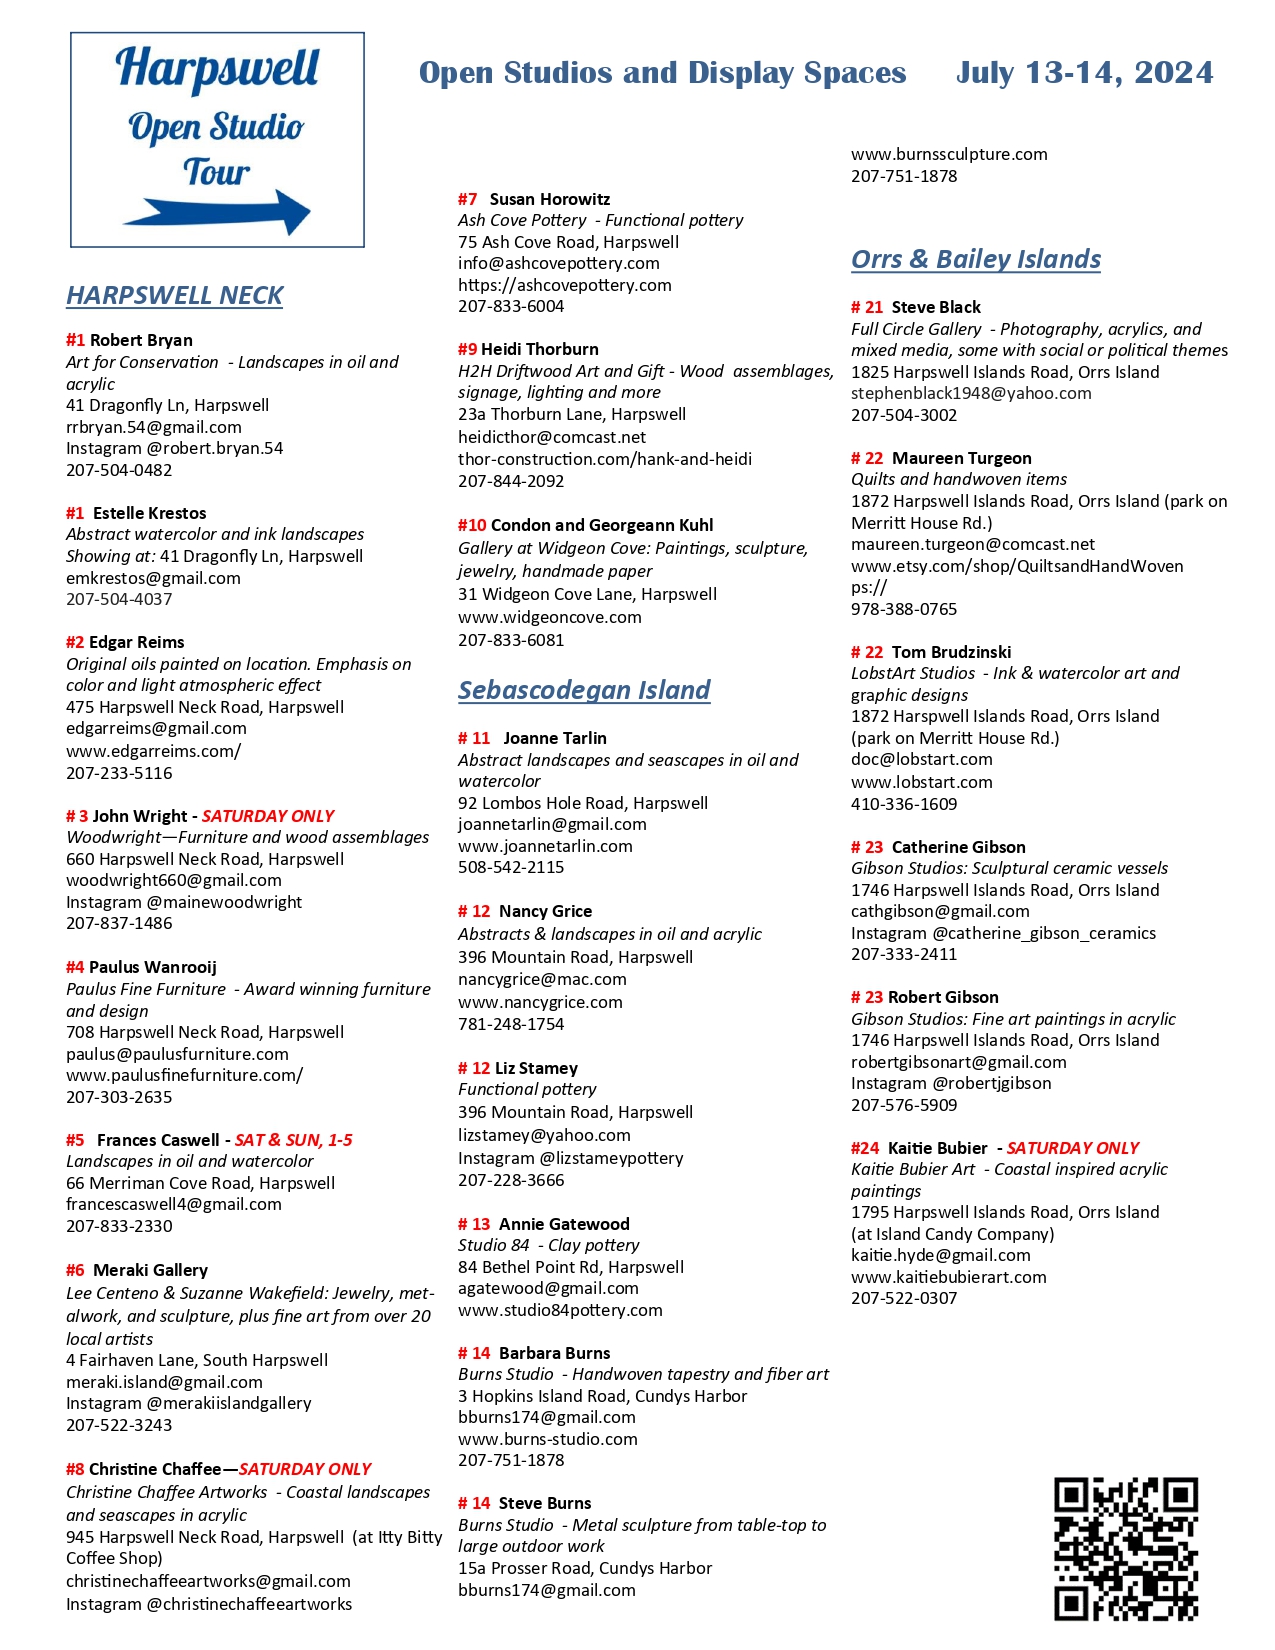 Harpswell
Open Studio
Tour
Open Studios and Display Spaces July 13-14, 2024
HARPSWELL NECK
#1 Robert Bryan
Art for Conservation - Landscapes in oil and
acrylic
41 Dragonfly Ln, Harpswell
rrbryan.54@gmail.com
Instagram @robert.bryan.54
207-504-0482
#1 Estelle Krestos
Abstract watercolor and ink landscapes
Showing at: 41 Dragonfly Ln, Harpswell
emkrestos@gmail.com
207-504-4037
#2 Edgar Reims
Original oils painted on location. Emphasis on
color and light atmospheric effect
475 Harpswell Neck Road, Harpswell
edgarreims@gmail.com
www.edgarreims.com/
207-233-5116
# 3 John Wright - SATURDAY ONLY
Woodwright—Furniture and wood assemblages
660 Harpswell Neck Road, Harpswell
woodwright660@gmail.com
Instagram @mainewoodwright
207-837-1486
#4 Paulus Wanrooij
Paulus Fine Furniture - Award winning furniture
and design
708 Harpswell Neck Road, Harpswell
paulus@paulusfurniture.com
www.paulusfinefurniture.com/
207-303-2635
#5 Frances Caswell - SAT & SUN, 1-5
Landscapes in oil and watercolor
66 Merriman Cove Road, Harpswell
francescaswell4@gmail.com
207-833-2330
#6 Meraki Gallery
Lee Centeno & Suzanne Wakefield: Jewelry, met-
alwork, and sculpture, plus fine art from over 20
local artists
4 Fairhaven Lane, South Harpswell
meraki.island@gmail.com
Instagram @merakiislandgallery
207-522-3243
#8 Christine Chaffee—SATURDAY ONLY
Christine Chaffee Artworks - Coastal landscapes
and seascapes in acrylic
945 Harpswell Neck Road, Harpswell (at Itty Bitty
Coffee Shop)
christinechaffeeartworks@gmail.com
Instagram @christinechaffeeartworks
#7 Susan Horowitz
Ash Cove Pottery - Functional pottery
75 Ash Cove Road, Harpswell
info@ashcovepottery.com
https://ashcovepottery.com
207-833-6004
#9 Heidi Thorburn
H2H Driftwood Art and Gift - Wood assemblages,
signage, lighting and more
23a Thorburn Lane, Harpswell
heidicthor@comcast.net
thor-construction.com/hank-and-heidi
207-844-2092
#10 Condon and Georgeann Kuhl
Gallery at Widgeon Cove: Paintings, sculpture,
jewelry, handmade paper
31 Widgeon Cove Lane, Harpswell
www.widgeoncove.com
207-833-6081
Sebascodegan Island
# 11 Joanne Tarlin
Abstract landscapes and seascapes in oil and
watercolor
92 Lombos Hole Road, Harpswell
joannetarlin@gmail.com
www.joannetarlin.com
508-542-2115
# 12 Nancy Grice
Abstracts & landscapes in oil and acrylic
396 Mountain Road, Harpswell
nancygrice@mac.com
www.nancygrice.com
781-248-1754
# 12 Liz Stamey
Functional pottery
396 Mountain Road, Harpswell
lizstamey@yahoo.com
Instagram @lizstameypottery
207-228-3666
# 13 Annie Gatewood
Studio 84 - Clay pottery
84 Bethel Point Rd, Harpswell
agatewood@gmail.com
www.studio84pottery.com
# 14 Barbara Burns
Burns Studio - Handwoven tapestry and fiber art
3 Hopkins Island Road, Cundys Harbor
bburns174@gmail.com
www.burns-studio.com
207-751-1878
# 14 Steve Burns
Burns Studio - Metal sculpture from table-top to
large outdoor work
15a Prosser Road, Cundys Harbor
bburns174@gmail.com
www.burnssculpture.com
207-751-1878
Orrs & Bailey Islands
# 21 Steve Black
Full Circle Gallery - Photography, acrylics, and
mixed media, some with social or political themes
1825 Harpswell Islands Road, Orrs Island
stephenblack1948@yahoo.com
207-504-3002
# 22 Maureen Turgeon
Quilts and handwoven items
1872 Harpswell Islands Road, Orrs Island (park on
Merritt House Rd.)
maureen.turgeon@comcast.net
www.etsy.com/shop/QuiltsandHandWoven
ps://
978-388-0765
# 22 Tom Brudzinski
LobstArt Studios - Ink & watercolor art and
graphic designs
1872 Harspwell Islands Road, Orrs Island
(park on Merritt House Rd.)
doc@lobstart.com
www.lobstart.com
410-336-1609
# 23 Catherine Gibson
Gibson Studios: Sculptural ceramic vessels
1746 Harpswell Islands Road, Orrs Island
cathgibson@gmail.com
Instagram @catherine_gibson_ceramics
207-333-2411
# 23 Robert Gibson
Gibson Studios: Fine art paintings in acrylic
1746 Harpswell Islands Road, Orrs Island
robertgibsonart@gmail.com
Instagram @robertjgibson
207-576-5909
#24 Kaitie Bubier - SATURDAY ONLY
Kaitie Bubier Art - Coastal inspired acrylic
paintings
1795 Harpswell Islands Road, Orrs Island
(at Island Candy Company)
kaitie.hyde@gmail.com
www.kaitiebubierart.com
207-522-0307